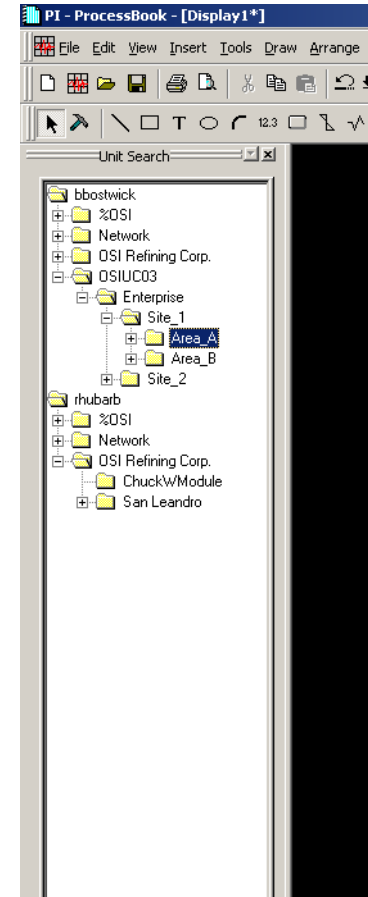 PI - ProcessBook - [Display1*]
File Edit View Insert Tools Draw Arrange
T 12.3
Unit Search
bbostwick
%OSI
Network
OSI Refining Corp.
OSIUC03
Enterprise
Site_1
Area_A
Area_B
Site_2
rhubarb
%OSI
Network
OSI Refining Corp.
ChuckWModule
San Leandro